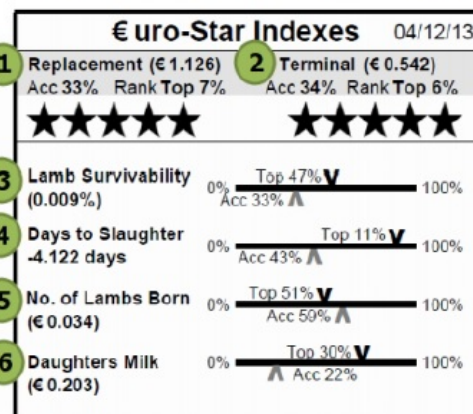 €uro-Star Indexes 04/12/13
1 Replacement (€1.126) 2 Terminal (€0.542)
Acc 33% Rank Top 7% Acc 34% Rank Top 6%
3 Lamb Survivability
(0.009%)
0% Top 47% 100%
Acc 33%
4 Days to Slaughter
-4.122 days
0% Top 11% 100%
Acc 43%
5 No. of Lambs Born
(€0.034)
0% Top 51% 100%
Acc 59%
6 Daughters Milk
(€0.203)
0% Top 30% 100%
Acc 22%